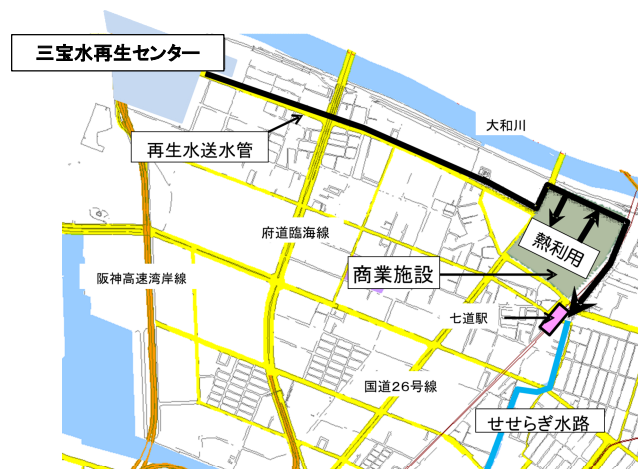 三宝水再生センター
大和川
再生水送水管
府道臨海線
熱利用
商業施設
阪神高速湾岸線
七道駅
国道26号線
せせらぎ水路